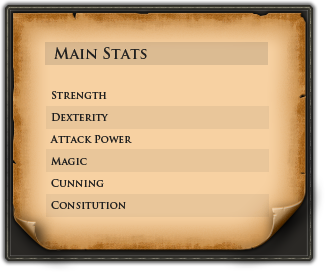 Main Stats
Strength
Dexterity
Attack Power
Magic
Cunning
Consitution